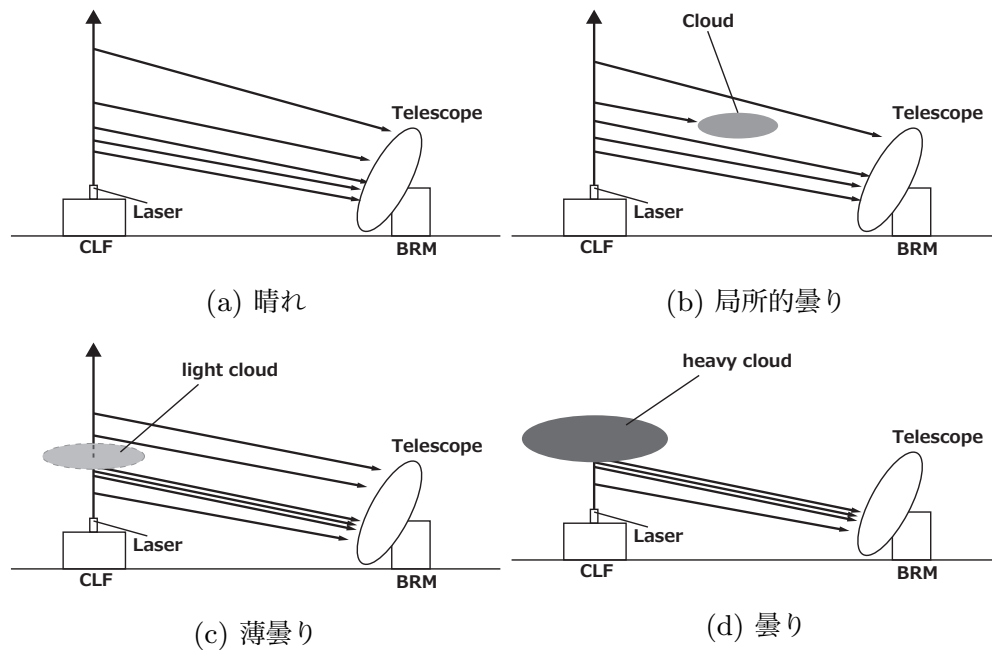 Telescope
Laser
CLF
BRM
(a) 晴れ
Cloud
Telescope
Laser
CLF
BRM
(b) 局所的曇り
light cloud
Telescope
Laser
CLF
BRM
(c) 薄曇り
heavy cloud
Telescope
Laser
CLF
BRM
(d) 曇り